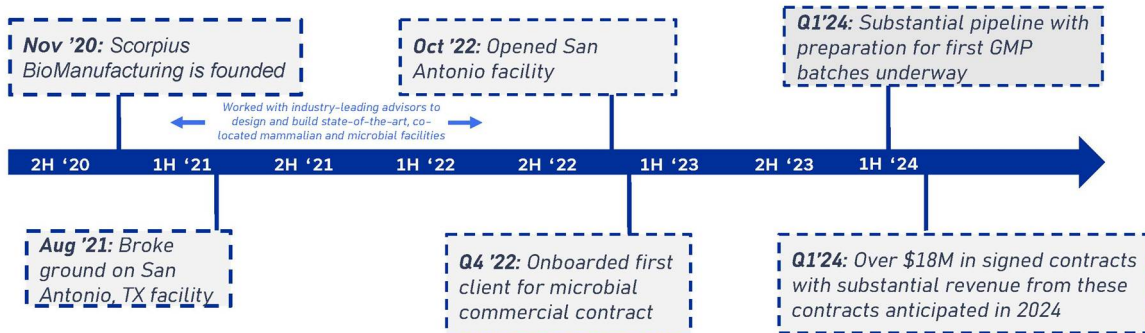 Nov ’20: Scorpius
BioManufacturing is founded
Oct ’22: Opened San
Antonio facility
Q1’24: Substantial pipeline with
preparation for first GMP
batches underway
Worked with industry-leading advisors to
design and build state-of-the-art, co-
located mammalian and microbial facilities
2H ‘20
1H ‘21
2H ‘21
1H ‘22
2H ‘22
1H ‘23
2H ‘23
1H ‘24
Aug ’21: Broke
ground on San
Antonio, TX facility
Q4 ’22: Onboarded first
client for microbial
commercial contract
Q1’24: Over $18M in signed contracts
with substantial revenue from these
contracts anticipated in 2024